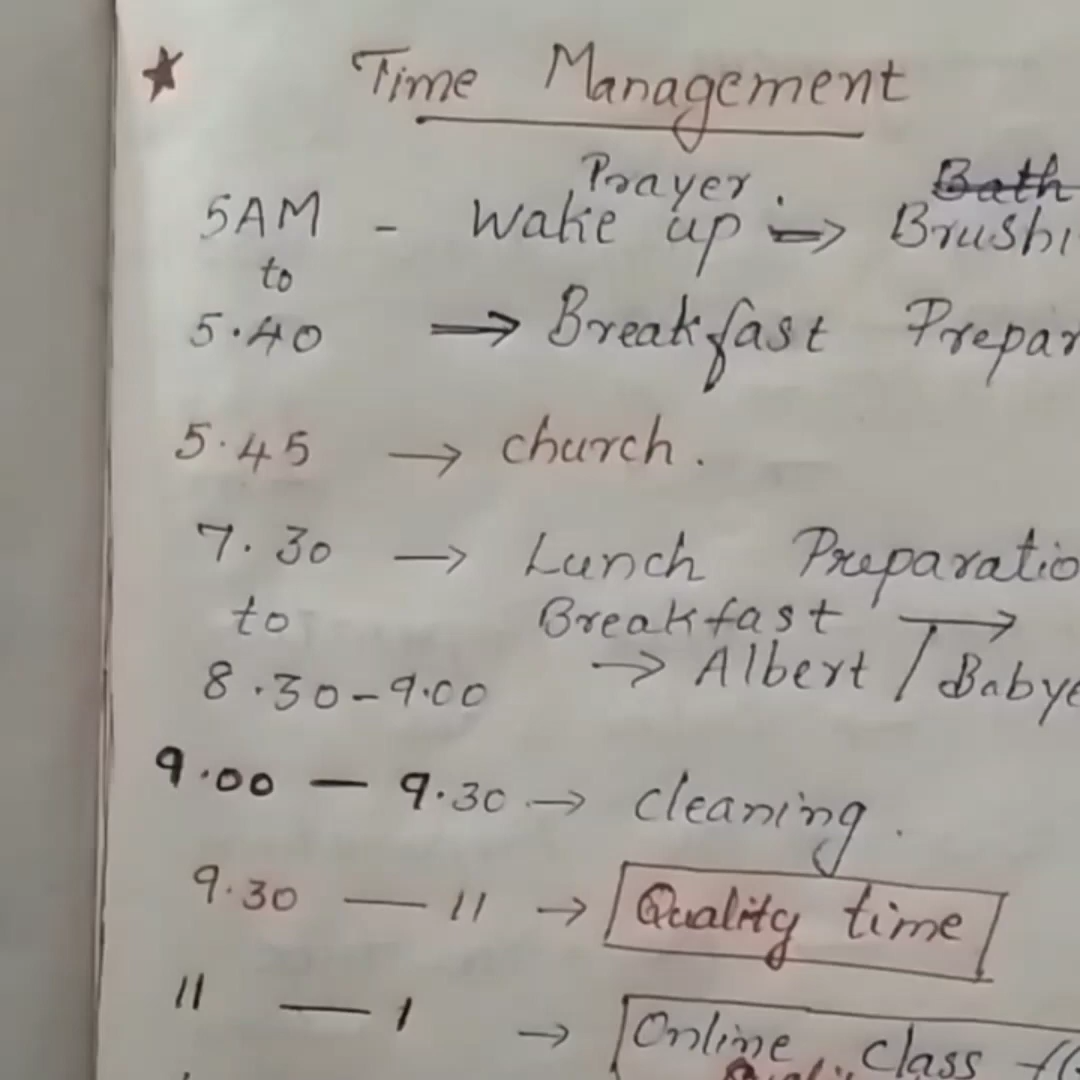 ★ Time Management
Prayer.
Bath
5AM - Wake up => Brushi
to
5.40 => Breakfast Prepar
5.45 → church.
7.30 → Lunch Preparatio
to Breakfast →
8.30-9.00 → Albert / Babye
9.00 — 9.30 → cleaning.
9.30 — 11 → Quality time
11 — 1 → Online class